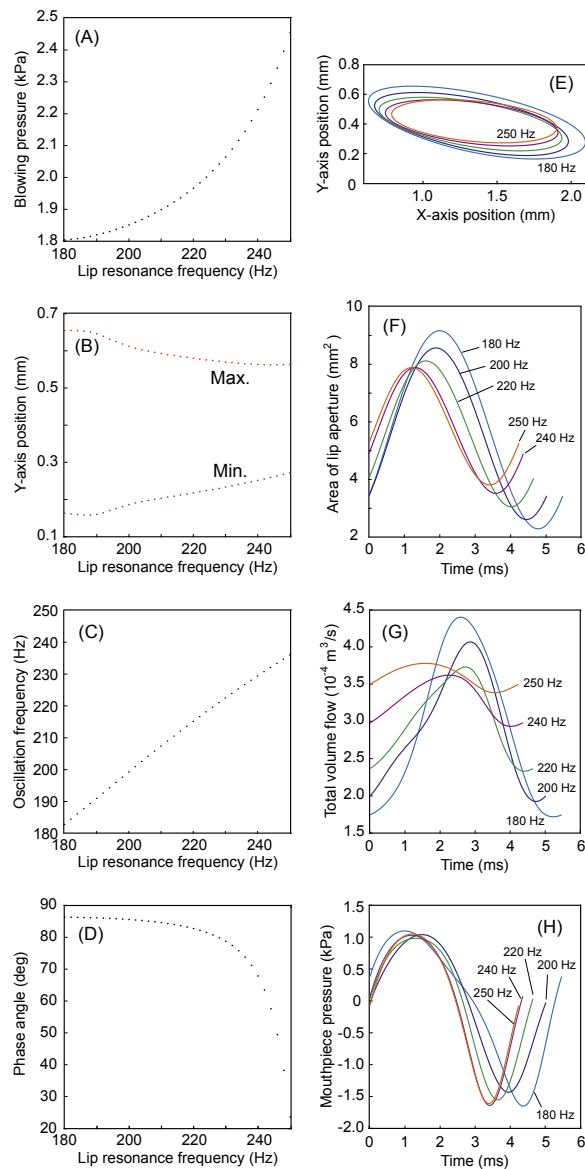 (A)
Blowing pressure (kPa)
2.5
2.4
2.3
2.2
2.1
2.0
1.9
1.8
180 200 220 240
Lip resonance frequency (Hz)
(E)
Y-axis position (mm)
0.8
0.6
0.4
0.2
0
250 Hz
180 Hz
1.0 1.5 2.0
X-axis position (mm)
(B)
Y-axis position (mm)
0.7
0.5
0.3
0.1
Max.
Min.
180 200 220 240
Lip resonance frequency (Hz)
(F)
Area of lip aperture (mm2)
10
8
6
4
2
180 Hz
200 Hz
220 Hz
250 Hz
240 Hz
0 1 2 3 4 5 6
Time (ms)
(C)
Oscillation frequency (Hz)
250
240
230
220
210
200
190
180
180 200 220 240
Lip resonance frequency (Hz)
(G)
Total volume flow (10-4 m3/s)
4.5
4.0
3.5
3.0
2.5
2.0
1.5
250 Hz
240 Hz
220 Hz
200 Hz
180 Hz
0 1 2 3 4 5 6
Time (ms)
(D)
Phase angle (deg)
90
80
70
60
50
40
30
20
180 200 220 240
Lip resonance frequency (Hz)
(H)
Mouthpiece pressure (kPa)
1.5
1.0
0.5
0
-0.5
-1.0
-1.5
-2.0
220 Hz
240 Hz 200 Hz
250 Hz
180 Hz
0 1 2 3 4 5 6
Time (ms)